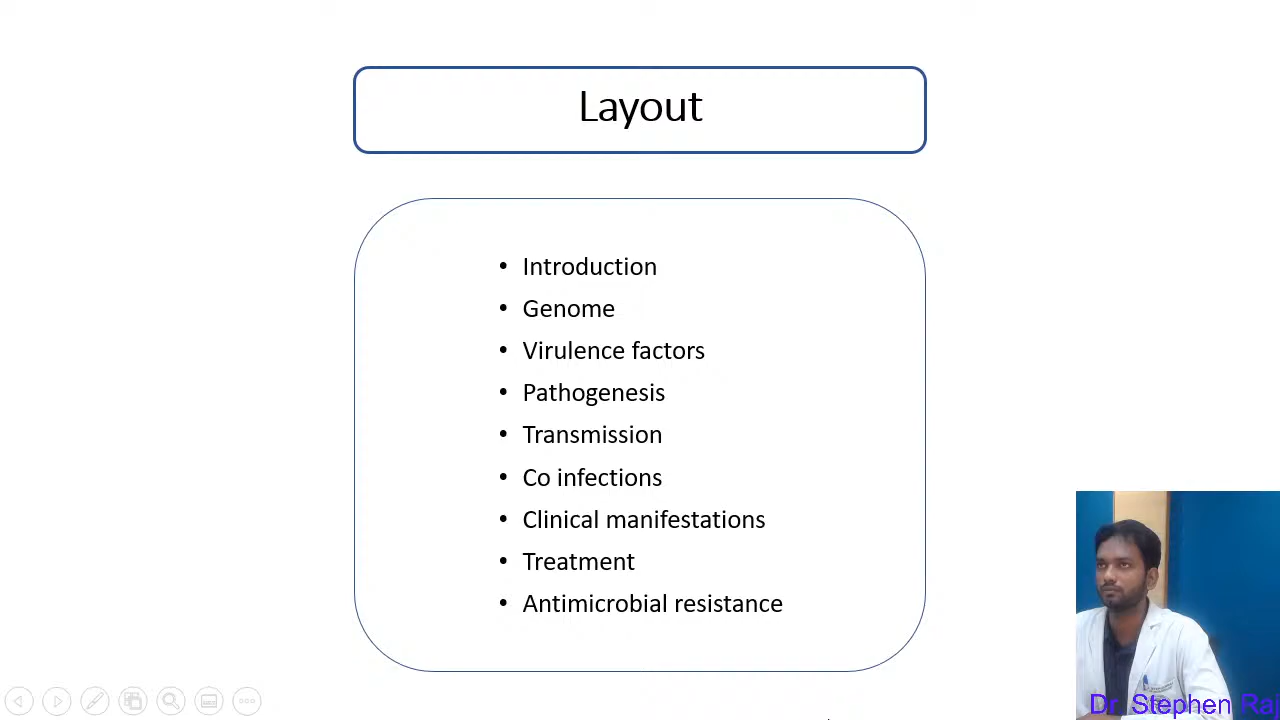 Layout
• Introduction
• Genome
• Virulence factors
• Pathogenesis
• Transmission
• Co infections
• Clinical manifestations
• Treatment
• Antimicrobial resistance
Dr Stephen Raj